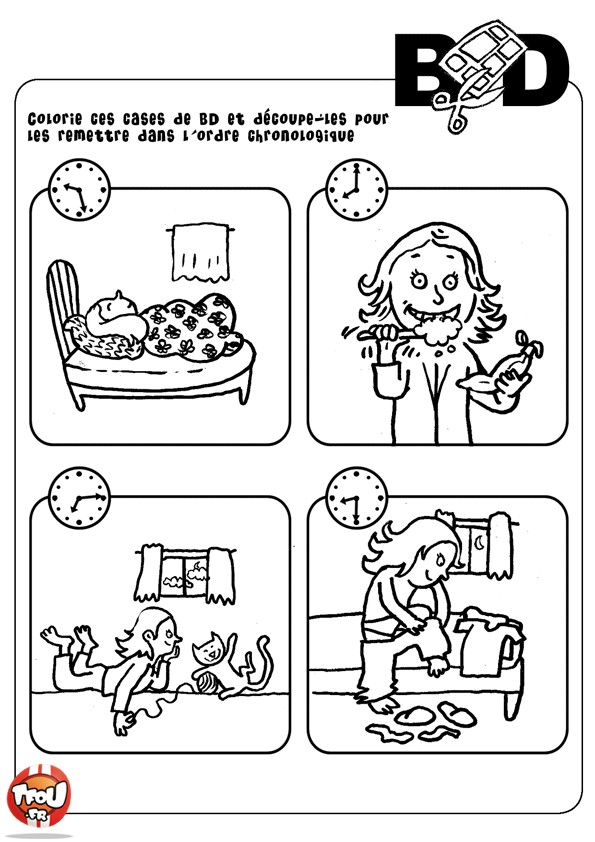 BD
Colorie ces cases de BD et découpe-les pour
les remettre dans l'ordre chronologique
TFOU
.FR